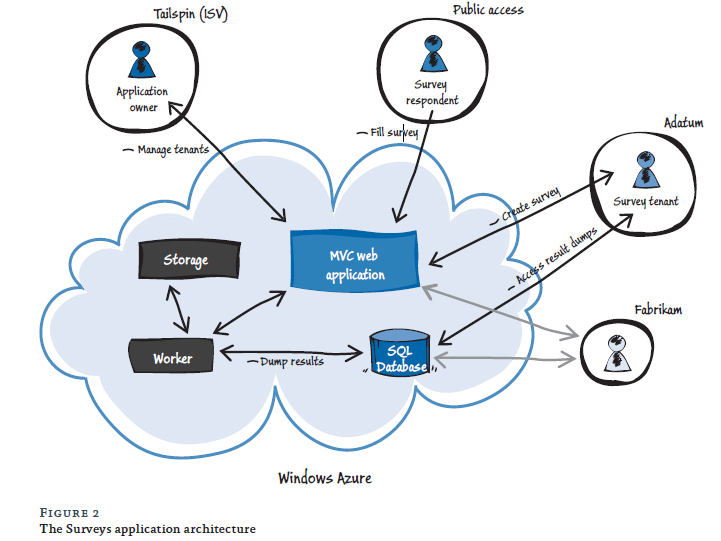 Tailspin (ISV)
Public access
Application
owner
Survey
respondent
– Manage tenants
– Fill survey
Adatum
Survey tenant
– Create survey
– Access result dumps
Storage
MVC web
application
Fabrikam
Worker
– Dump results
SQL
Database
Windows Azure
FIGURE 2
The Surveys application architecture